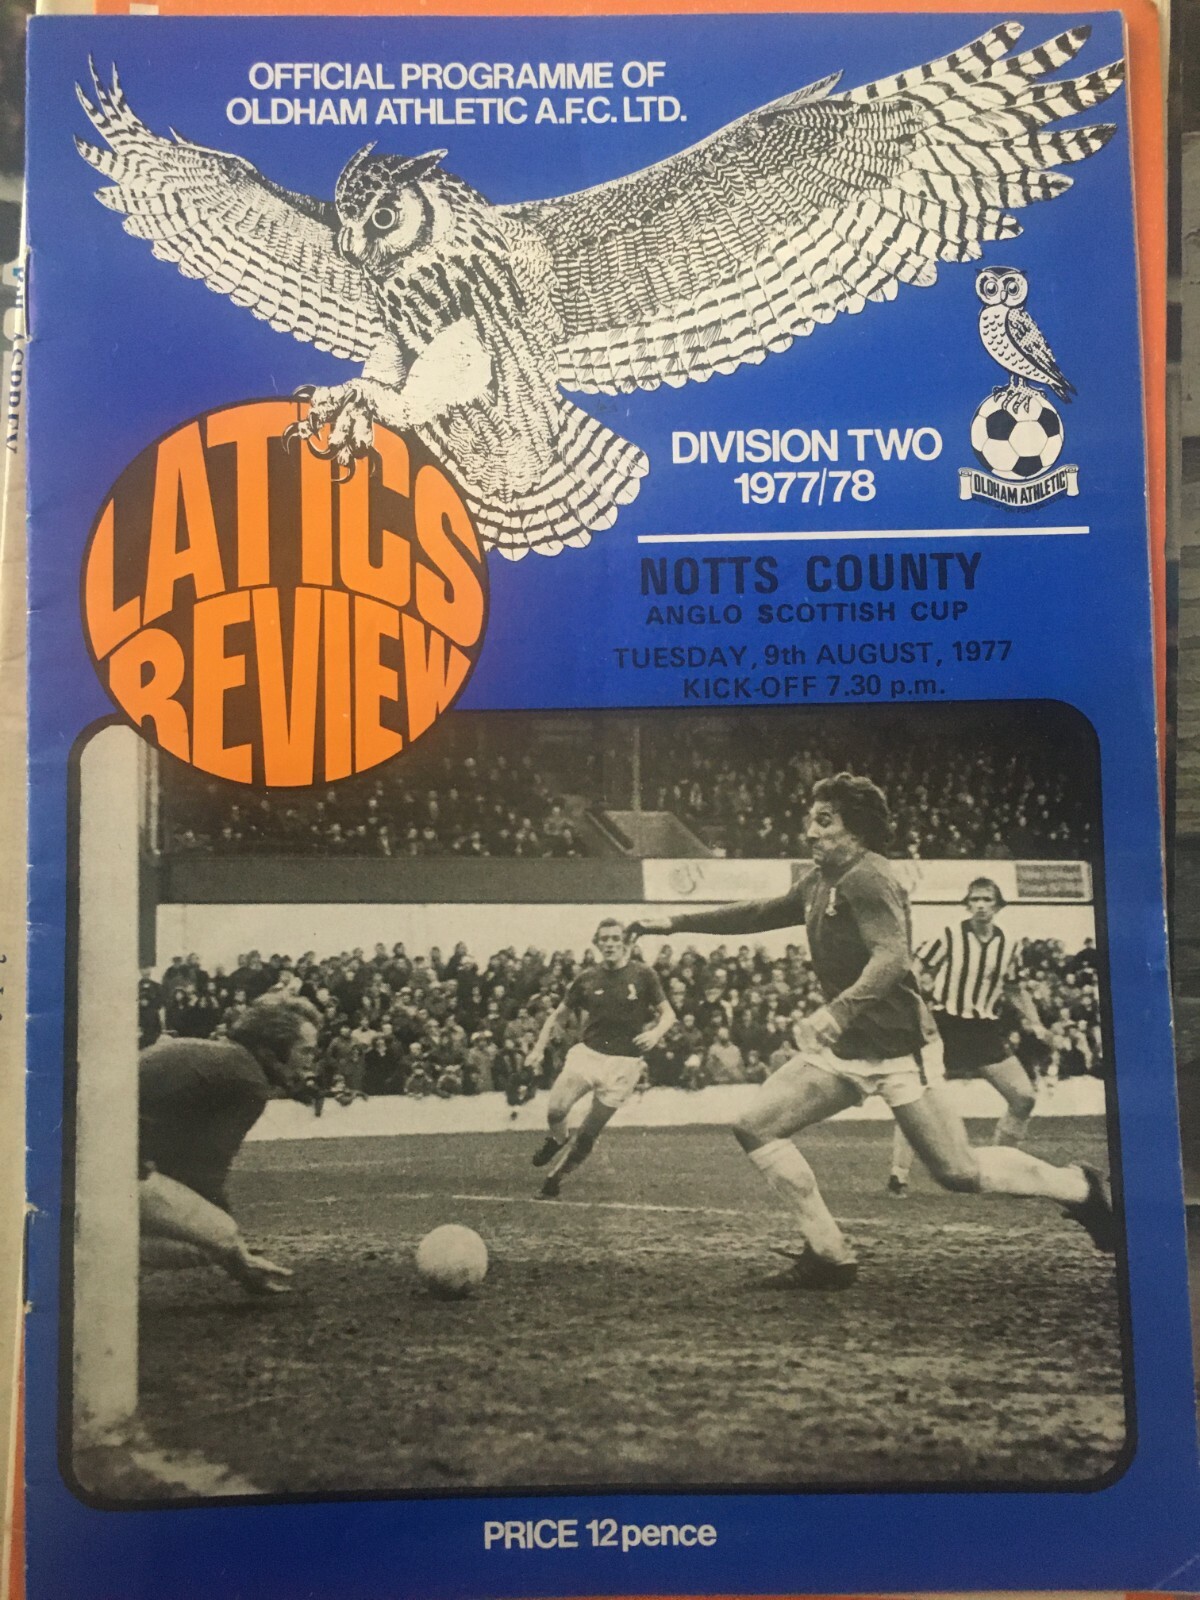 OFFICIAL PROGRAMME OF
OLDHAM ATHLETIC A.F.C. LTD.
DIVISION TWO
1977/78
OLDHAM ATHLETIC
LATICS
REVIEW
NOTTS COUNTY
ANGLO SCOTTISH CUP
TUESDAY, 9th AUGUST, 1977
KICK-OFF 7.30 p.m.
PRICE 12 pence